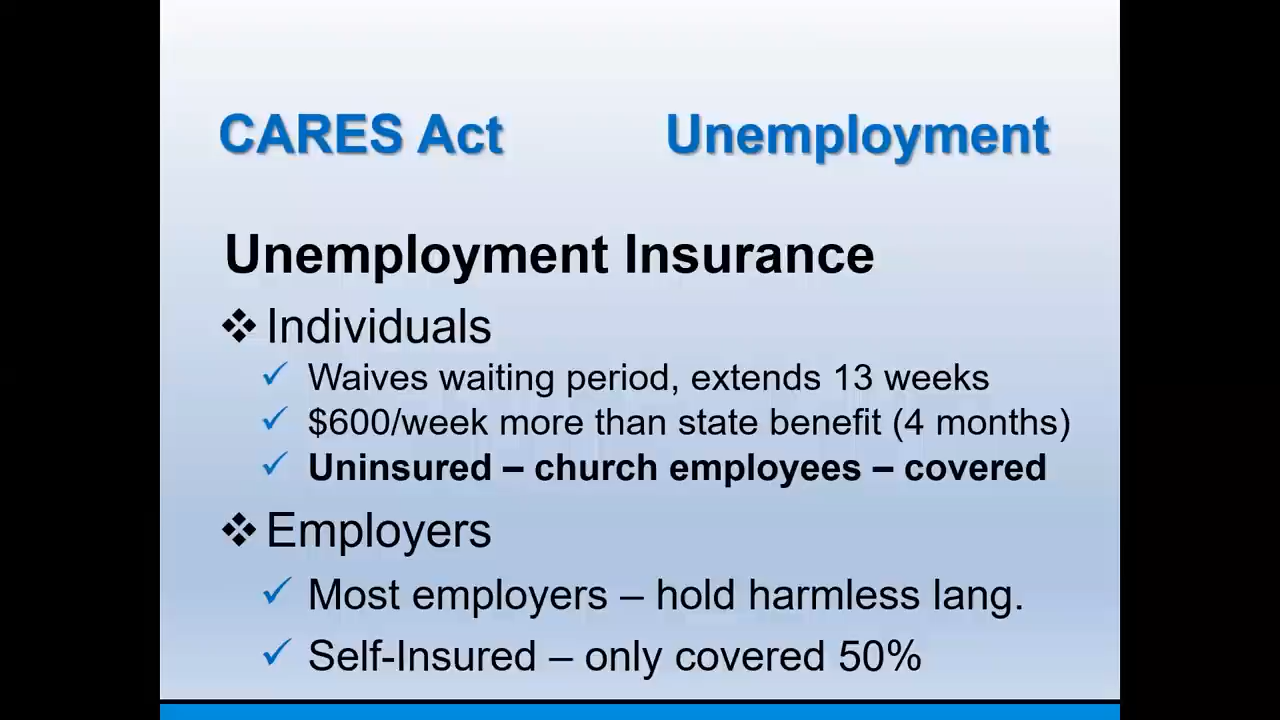 CARES Act Unemployment
Unemployment Insurance
❖ Individuals
✓ Waives waiting period, extends 13 weeks
✓ $600/week more than state benefit (4 months)
✓ Uninsured – church employees – covered
❖ Employers
✓ Most employers – hold harmless lang.
✓ Self-Insured – only covered 50%